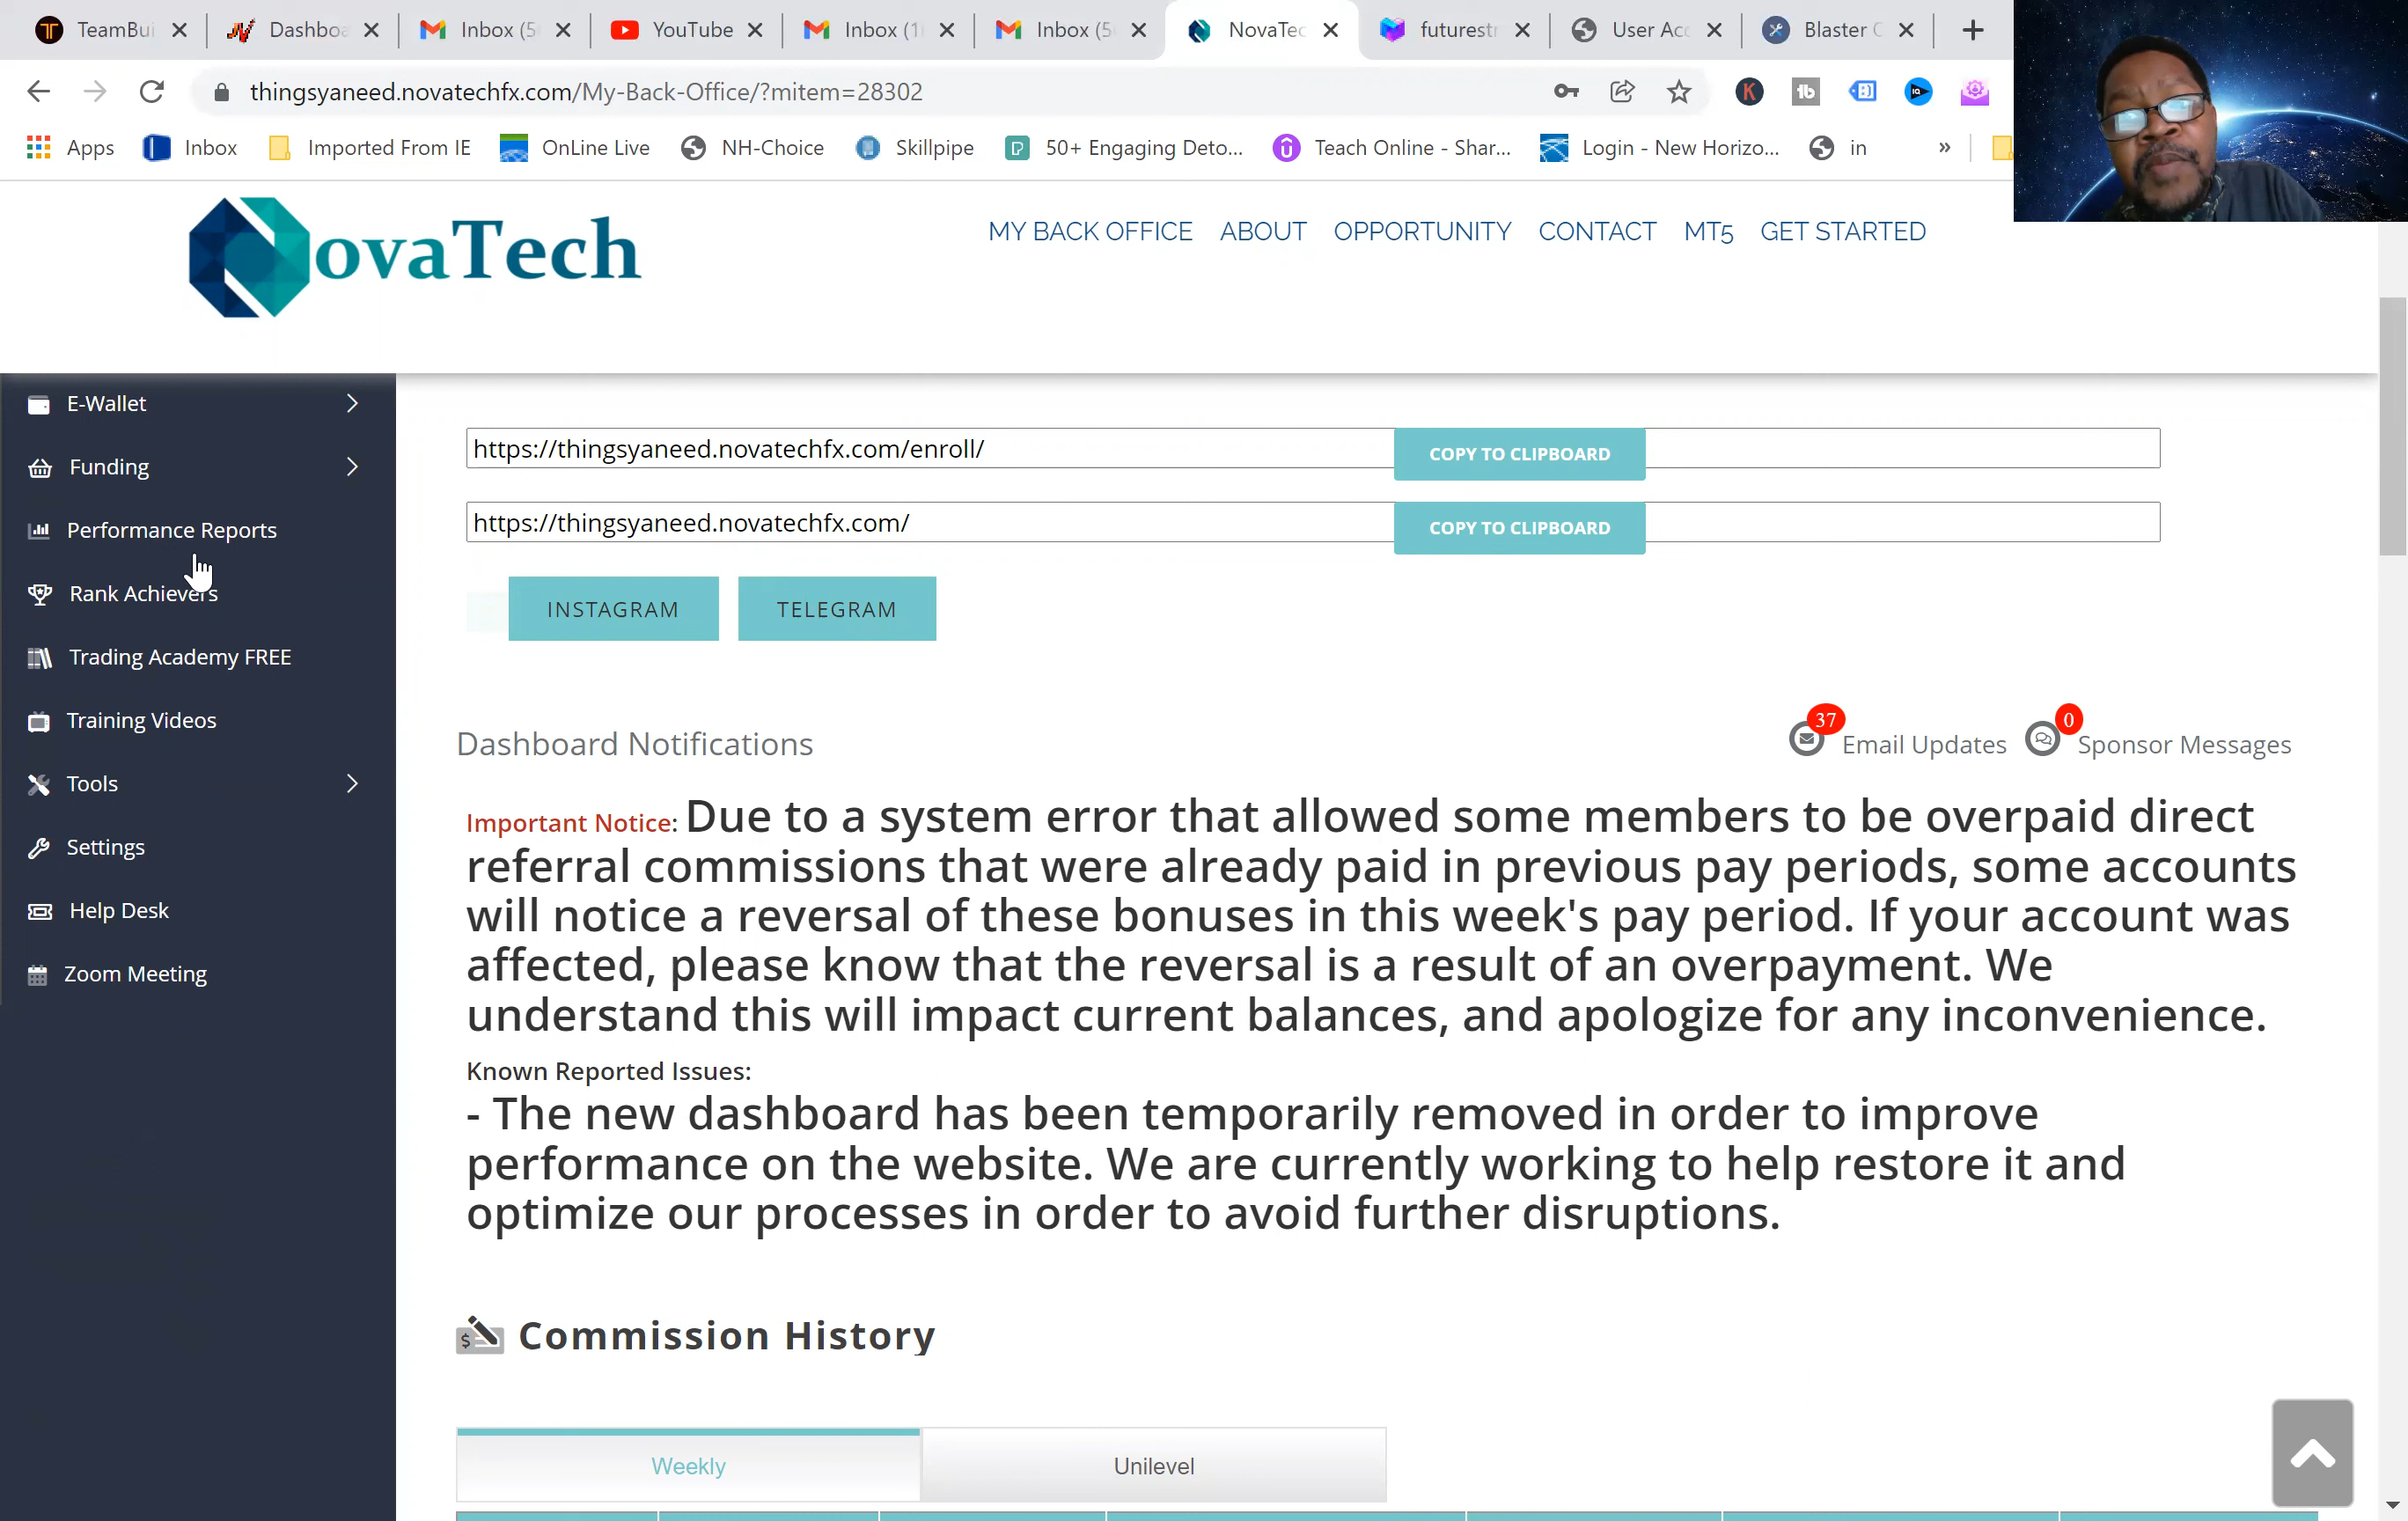 TeamBui
Dashboa
Inbox (5
YouTube
Inbox (1
Inbox (5
NovaTec
futurestr
User Acc
Blaster
thingsyaneed.novatechfx.com/My-Back-Office/?mitem=28302
Apps
Inbox
Imported From IE
OnLine Live
NH-Choice
Skillpipe
50+ Engaging Deto...
Teach Online - Shar...
Login - New Horizo...
in
»
NovaTech
MY BACK OFFICE
ABOUT
OPPORTUNITY
CONTACT
MT5
GET STARTED
E-Wallet
Funding
Performance Reports
Rank Achievers
Trading Academy FREE
Training Videos
Tools
Settings
Help Desk
Zoom Meeting
https://thingsyaneed.novatechfx.com/enroll/
COPY TO CLIPBOARD
https://thingsyaneed.novatechfx.com/
COPY TO CLIPBOARD
INSTAGRAM
TELEGRAM
Dashboard Notifications
37
Email Updates
0
Sponsor Messages
Important Notice: Due to a system error that allowed some members to be overpaid direct
referral commissions that were already paid in previous pay periods, some accounts
will notice a reversal of these bonuses in this week's pay period. If your account was
affected, please know that the reversal is a result of an overpayment. We
understand this will impact current balances, and apologize for any inconvenience.
Known Reported Issues:
- The new dashboard has been temporarily removed in order to improve
performance on the website. We are currently working to help restore it and
optimize our processes in order to avoid further disruptions.
Commission History
Weekly
Unilevel